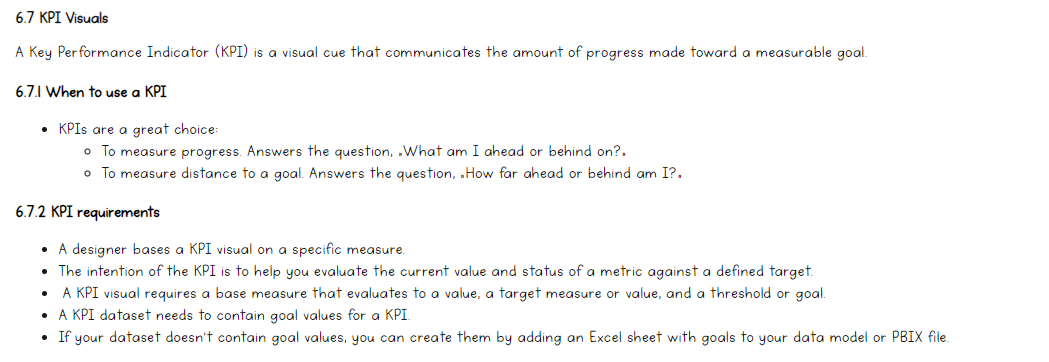 6.7 KPI Visuals
A Key Performance Indicator (KPI) is a visual cue that communicates the amount of progress made toward a measurable goal.
6.7.1 When to use a KPI
• KPIs are a great choice:
o To measure progress. Answers the question, "What am I ahead or behind on?"
o To measure distance to a goal. Answers the question, "How far ahead or behind am I?"
6.7.2 KPI requirements
• A designer bases a KPI visual on a specific measure.
• The intention of the KPI is to help you evaluate the current value and status of a metric against a defined target.
• A KPI visual requires a base measure that evaluates to a value, a target measure or value, and a threshold or goal.
• A KPI dataset needs to contain goal values for a KPI.
• If your dataset doesn't contain goal values, you can create them by adding an Excel sheet with goals to your data model or PBIX file.